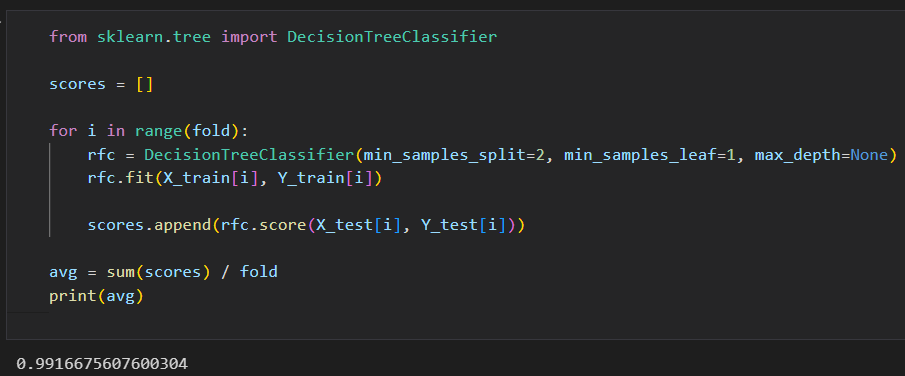 from sklearn.tree import DecisionTreeClassifier
scores = []
for i in range(fold):
rfc = DecisionTreeClassifier(min_samples_split=2, min_samples_leaf=1, max_depth=None)
rfc.fit(X_train[i], Y_train[i])
scores.append(rfc.score(X_test[i], Y_test[i]))
avg = sum(scores) / fold
print(avg)
0.9916675607600304